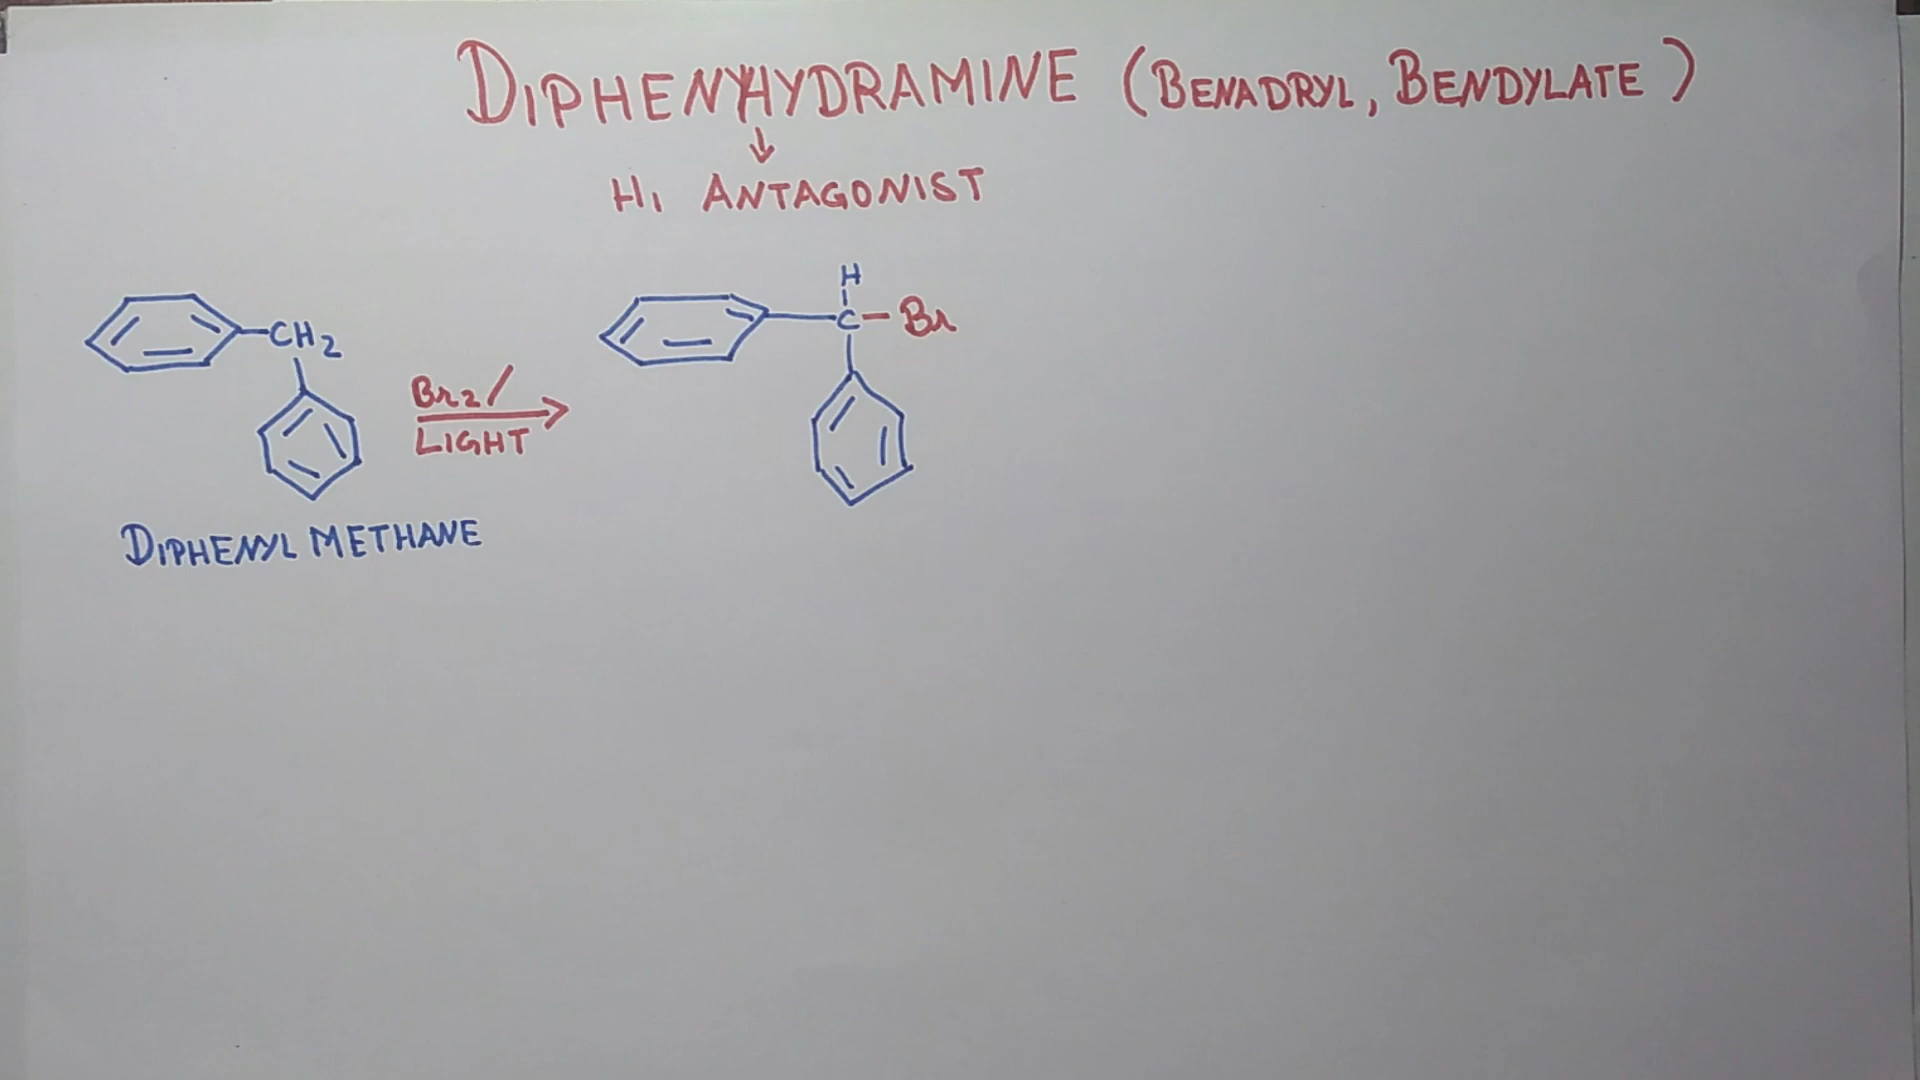 DIPHENYHYDRAMINE (BENADRYL, BENDYLATE)
↓
H1 ANTAGONIST
H
CH2
C-Br
Br2/
LIGHT
DIPHENYL METHANE